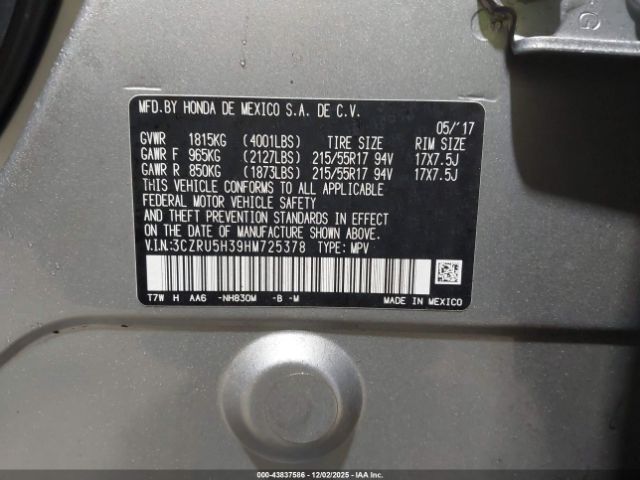 MFD.BY HONDA DE MEXICO S.A. DE C.V.
05/'17
GVWR 1815KG (4001LBS) TIRE SIZE RIM SIZE
GAWR F 965KG (2127LBS) 215/55R17 94V 17X7.5J
GAWR R 850KG (1873LBS) 215/55R17 94V 17X7.5J
THIS VEHICLE CONFORMS TO ALL APPLICABLE
FEDERAL MOTOR VEHICLE SAFETY
AND THEFT PREVENTION STANDARDS IN EFFECT
ON THE DATE OF MANUFACTURE SHOWN ABOVE.
V.I.N:3CZRU5H39HM725378 TYPE: MPV
T7W H AA6 -NH830M -B -M
MADE IN MEXICO
000-43837586 - 12/02/2025 - IAAI.COM